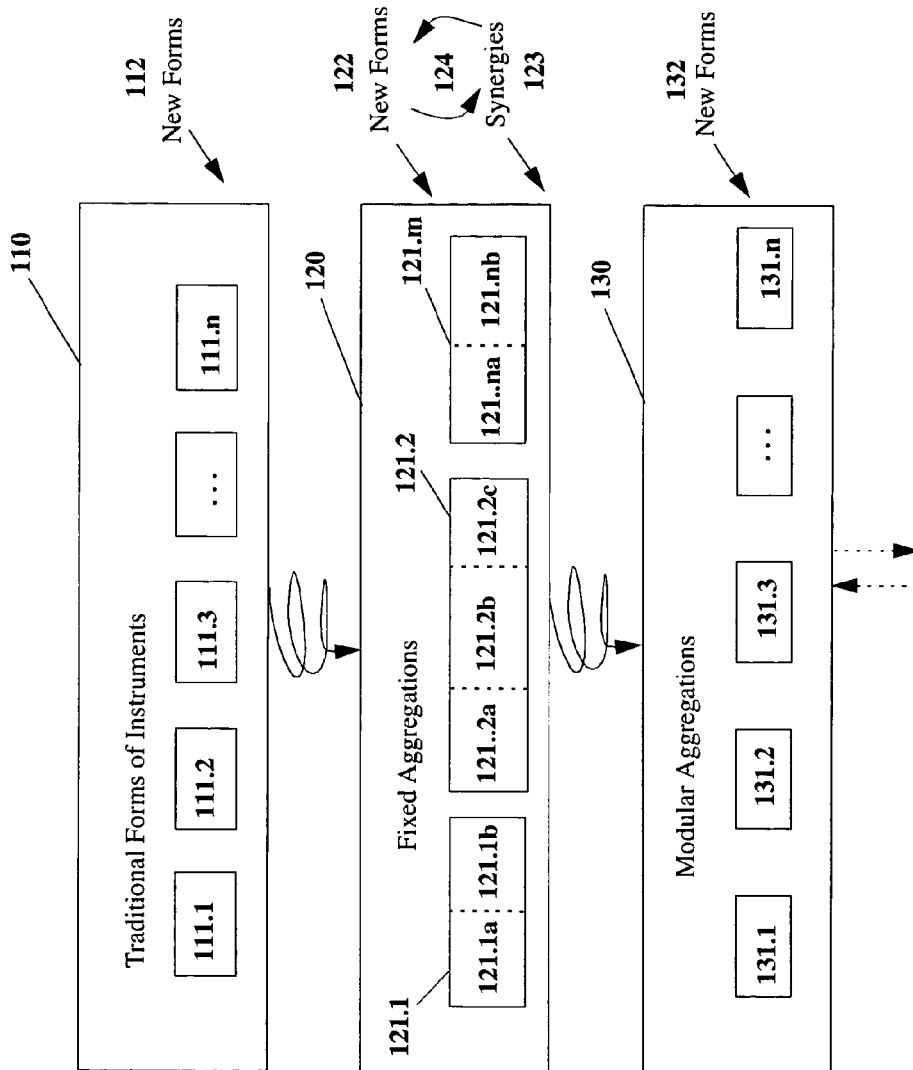 110
112
New Forms
Traditional Forms of Instruments
111.1
111.2
111.3
...
111.n
120
122
New Forms
124
Synergies
123
Fixed Aggregations
121.1
121.2
121.m
121.1a
121.1b
121..2a
121.2b
121.2c
121..na
121.nb
130
132
New Forms
Modular Aggregations
131.1
131.2
131.3
...
131.n